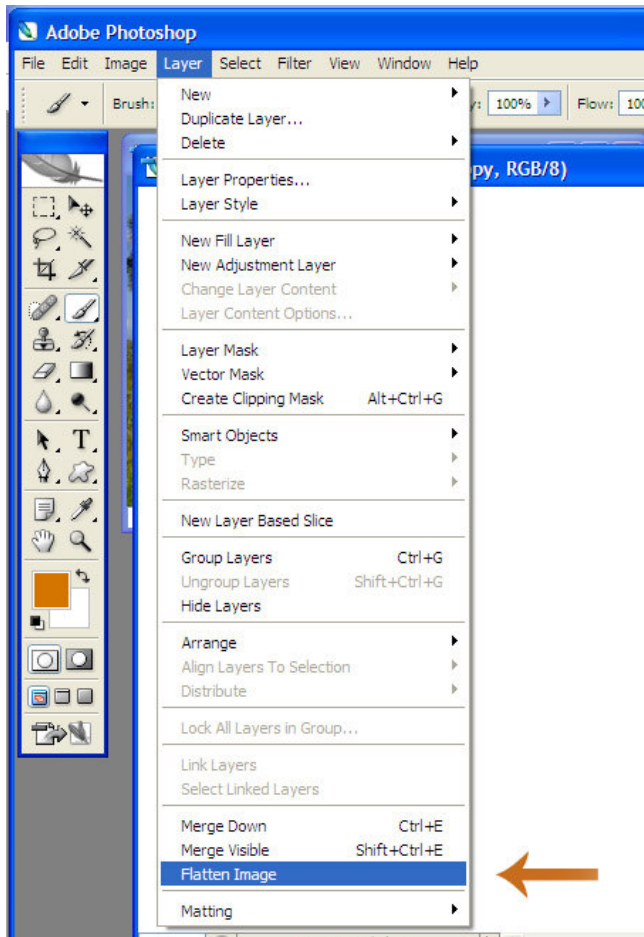 Adobe Photoshop
File Edit Image Layer Select Filter View Window Help
Brush: 100% Flow: 100
New
Duplicate Layer...
Delete
py, RGB/8)
Layer Properties...
Layer Style
New Fill Layer
New Adjustment Layer
Change Layer Content
Layer Content Options...
Layer Mask
Vector Mask
Create Clipping Mask Alt+Ctrl+G
Smart Objects
Type
Rasterize
New Layer Based Slice
Group Layers Ctrl+G
Ungroup Layers Shift+Ctrl+G
Hide Layers
Arrange
Align Layers To Selection
Distribute
Lock All Layers in Group...
Link Layers
Select Linked Layers
Merge Down Ctrl+E
Merge Visible Shift+Ctrl+E
Flatten Image
Matting